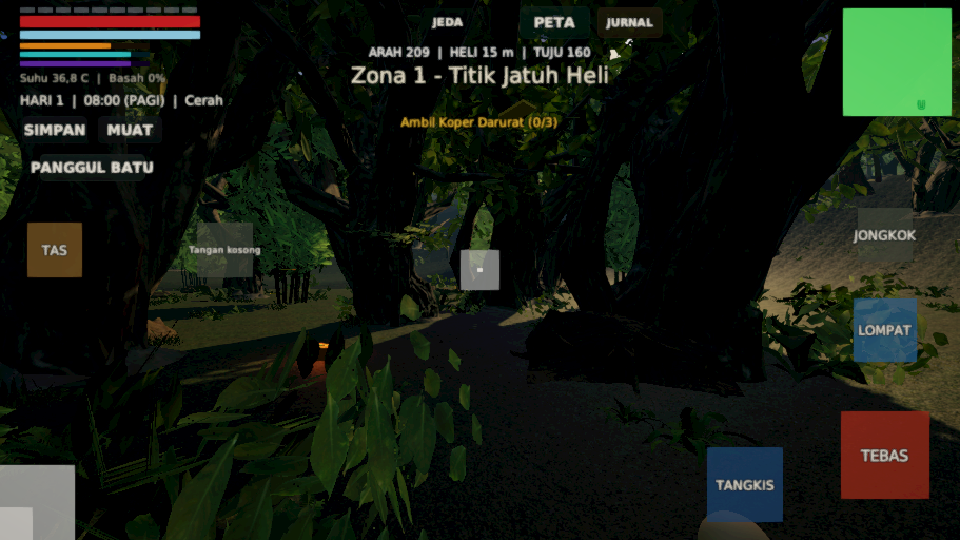 JEDA
PETA
JURNAL
ARAH 209 | HELI 15 m | TUJU 160
Zona 1 - Titik Jatuh Heli
Suhu 36,8 C | Basah 0%
HARI 1 | 08:00 (PAGI) | Cerah
Ambil Koper Darurat (0/3)
SIMPAN
MUAT
PANGGUL BATU
TAS
Tangan kosong
JONGKOK
LOMPAT
TEBAS
TANGKIS